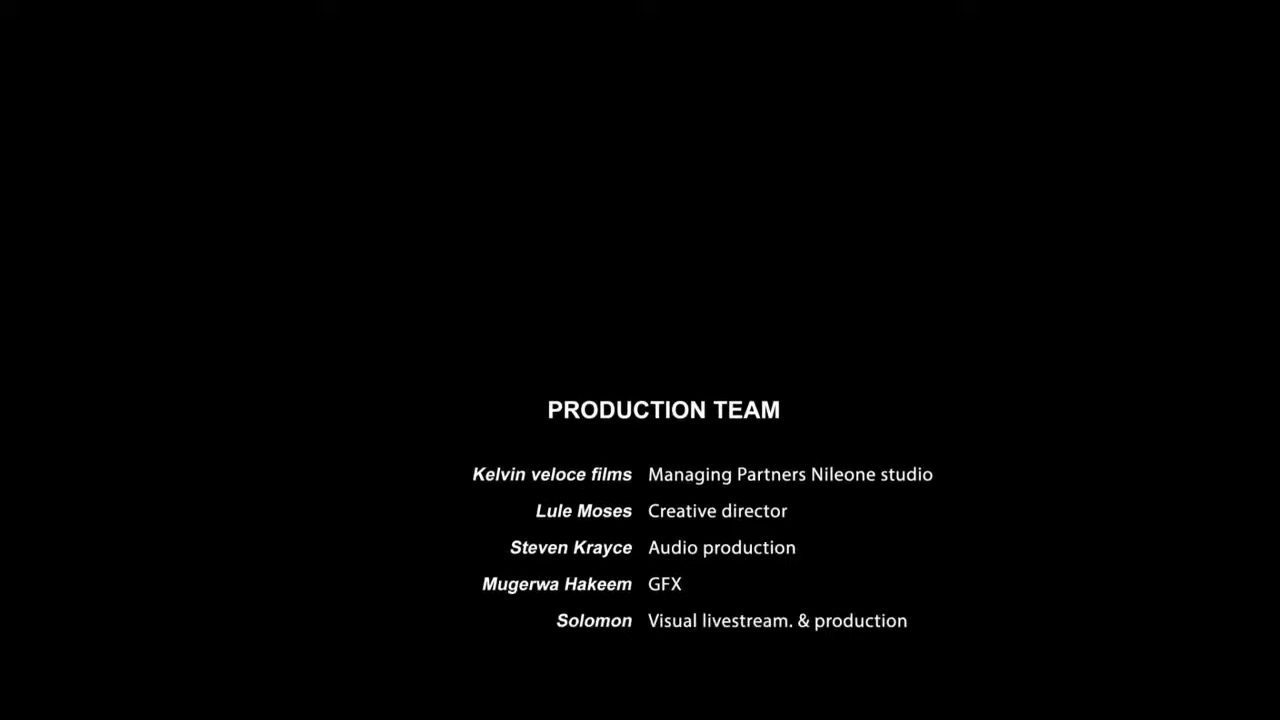 PRODUCTION TEAM
Kelvin veloce films Managing Partners Nileone studio
Lule Moses Creative director
Steven Krayce Audio production
Mugerwa Hakeem GFX
Solomon Visual livestream. & production